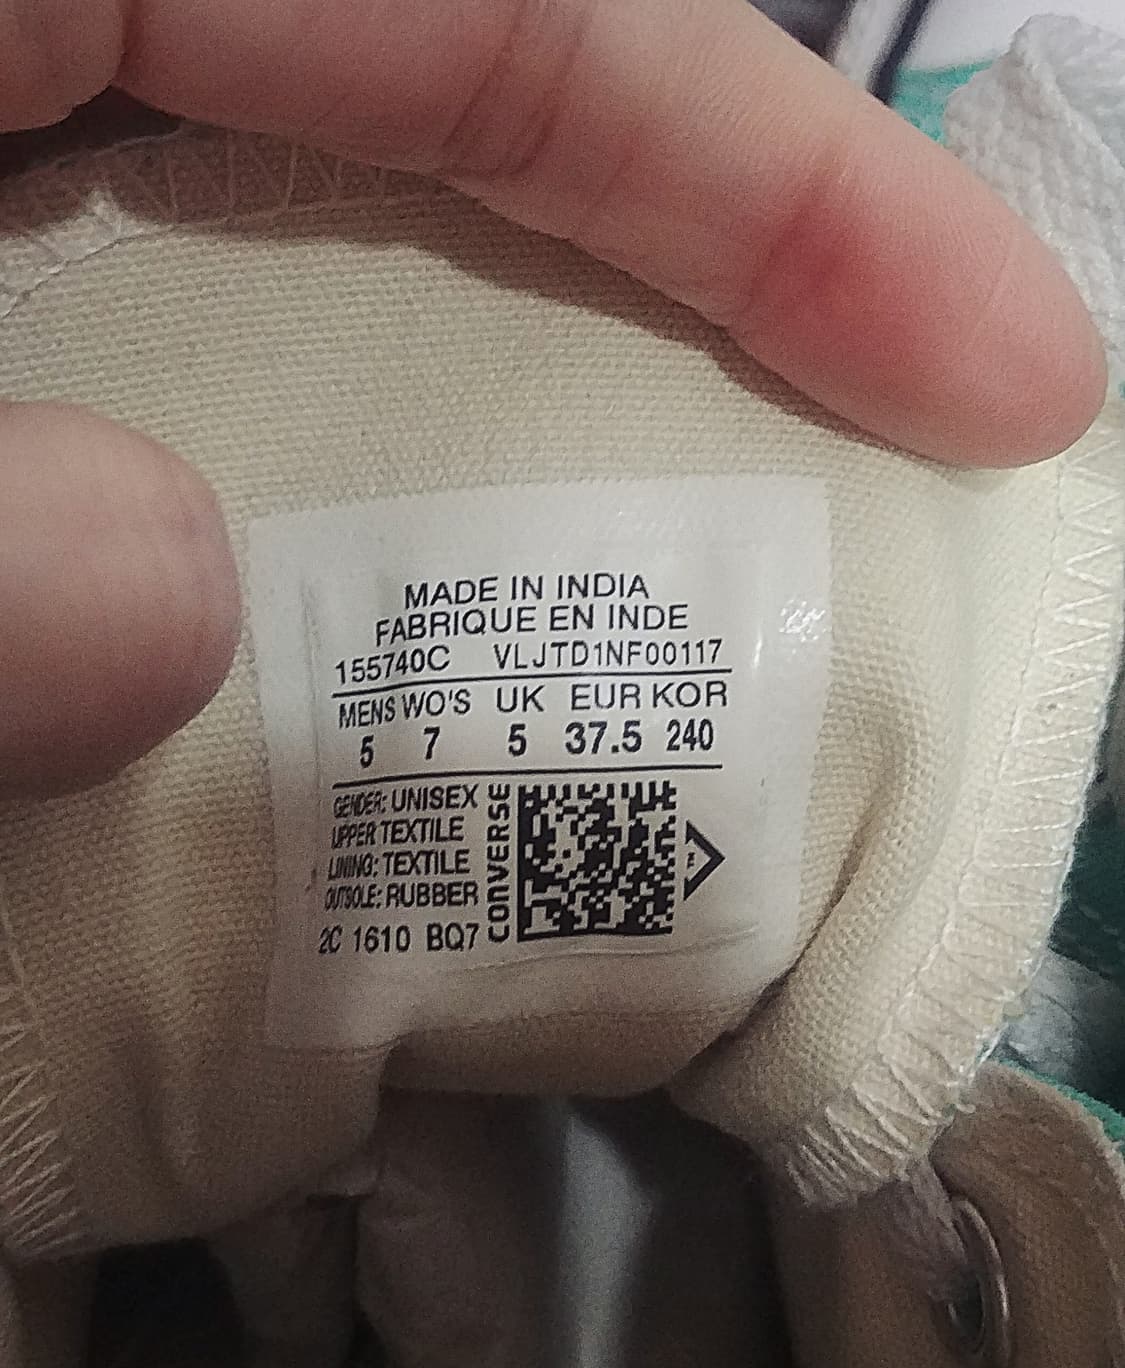 MADE IN INDIA
FABRIQUE EN INDE
155740C VLJTD1NF00117
MENS WO'S UK EUR KOR
5 7 5 37.5 240
GENDER: UNISEX
UPPER TEXTILE
LINING: TEXTILE
OUTSOLE: RUBBER
2C 1610 BQ7
CONVERSE